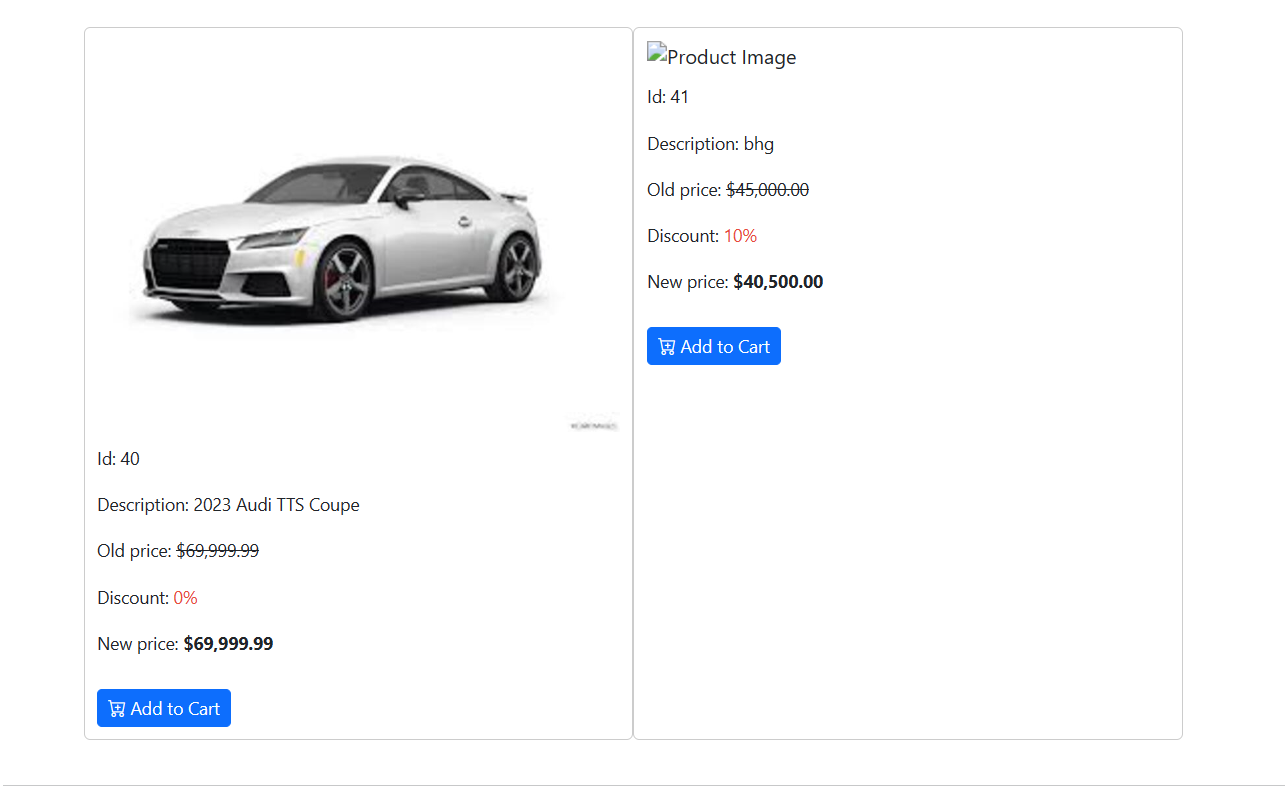 Id: 40
Description: 2023 Audi TTS Coupe
Old price: $69,999.99
Discount: 0%
New price: $69,999.99
Add to Cart
Product Image
Id: 41
Description: bhg
Old price: $45,000.00
Discount: 10%
New price: $40,500.00
Add to Cart